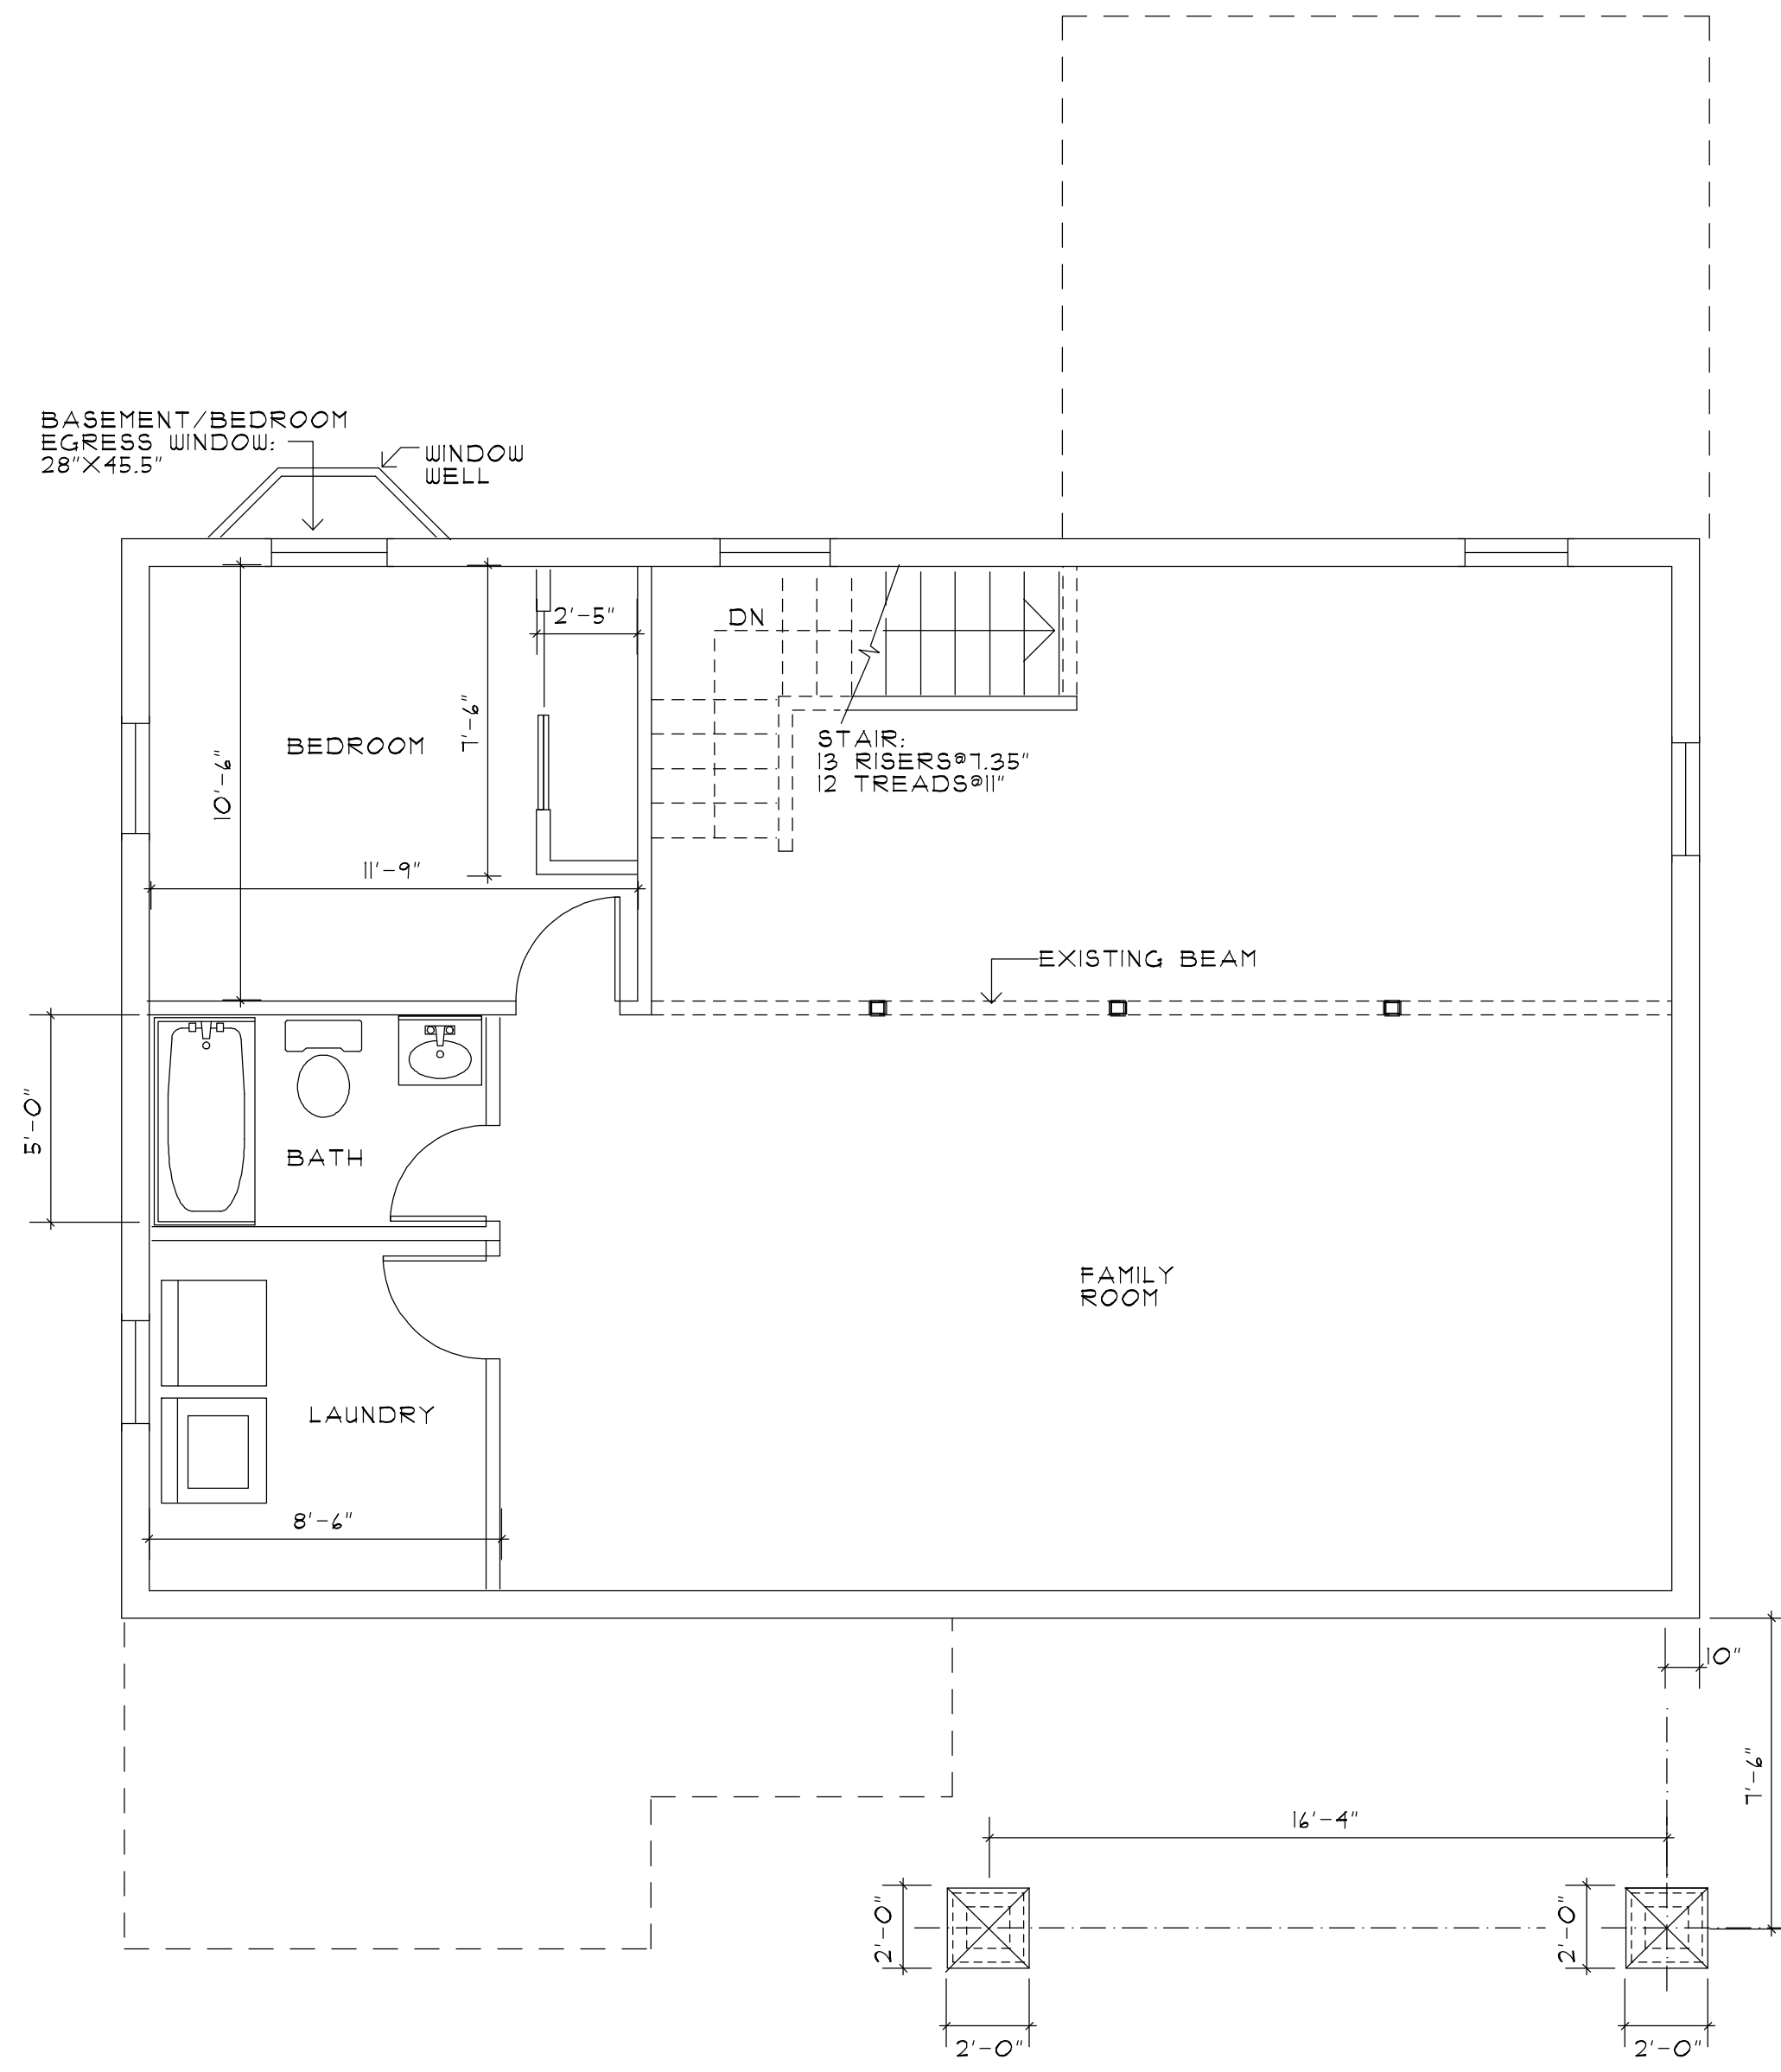 BASEMENT/BEDROOM
EGRESS WINDOW:
28"X45.5"
WINDOW
WELL
2'-5"
DN
7'-6"
BEDROOM
10'-6"
STAIR:
13 RISERS@7.35"
12 TREADS@11"
11'-9"
EXISTING BEAM
5'-0"
BATH
FAMILY
ROOM
LAUNDRY
8'-6"
10"
7'-6"
16'-4"
2'-0"
2'-0"
2'-0"
2'-0"